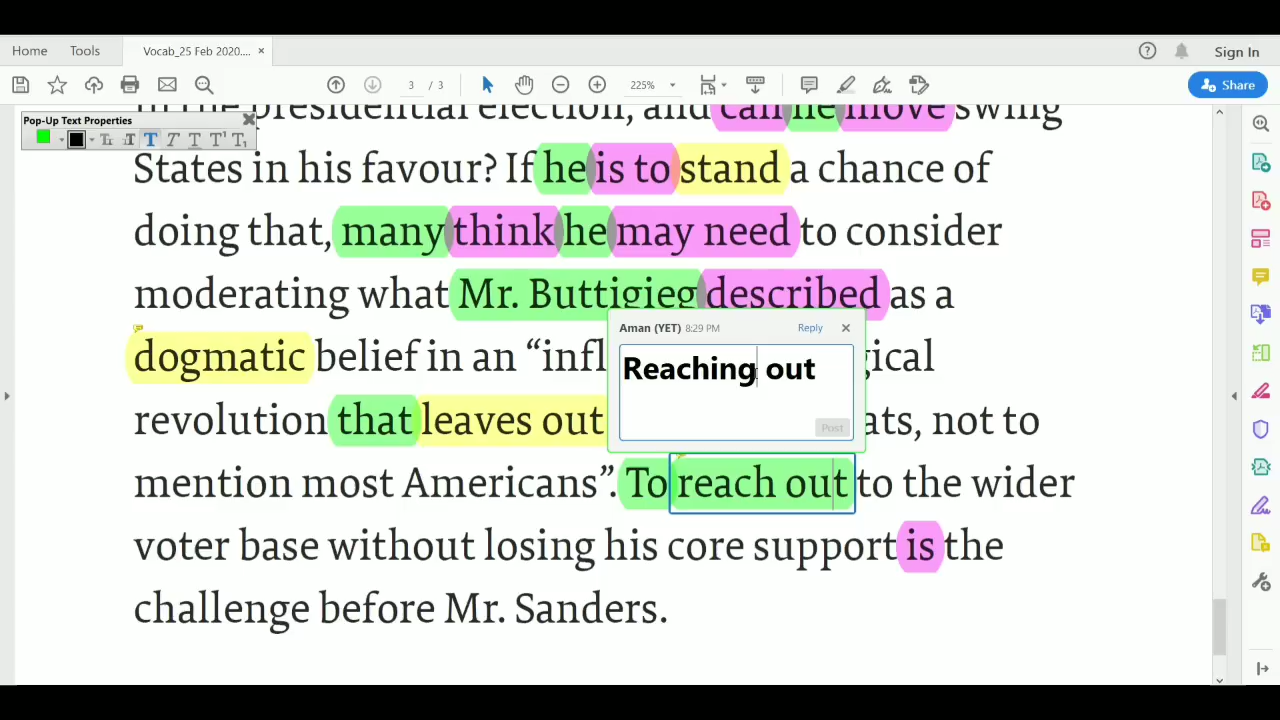 Home Tools Vocab_25 Feb 2020.... × Sign In
3 / 3 225% Share
Pop-Up Text Properties
In the presidential election, and can he move swing
States in his favour? If he is to stand a chance of
doing that, many think he may need to consider
moderating what Mr. Buttigieg described as a
Aman (YET) 8:29 PM Reply ×
Reaching out
Post
dogmatic belief in an “infl gical
revolution that leaves out ats, not to
mention most Americans”. To reach out to the wider
voter base without losing his core support is the
challenge before Mr. Sanders.